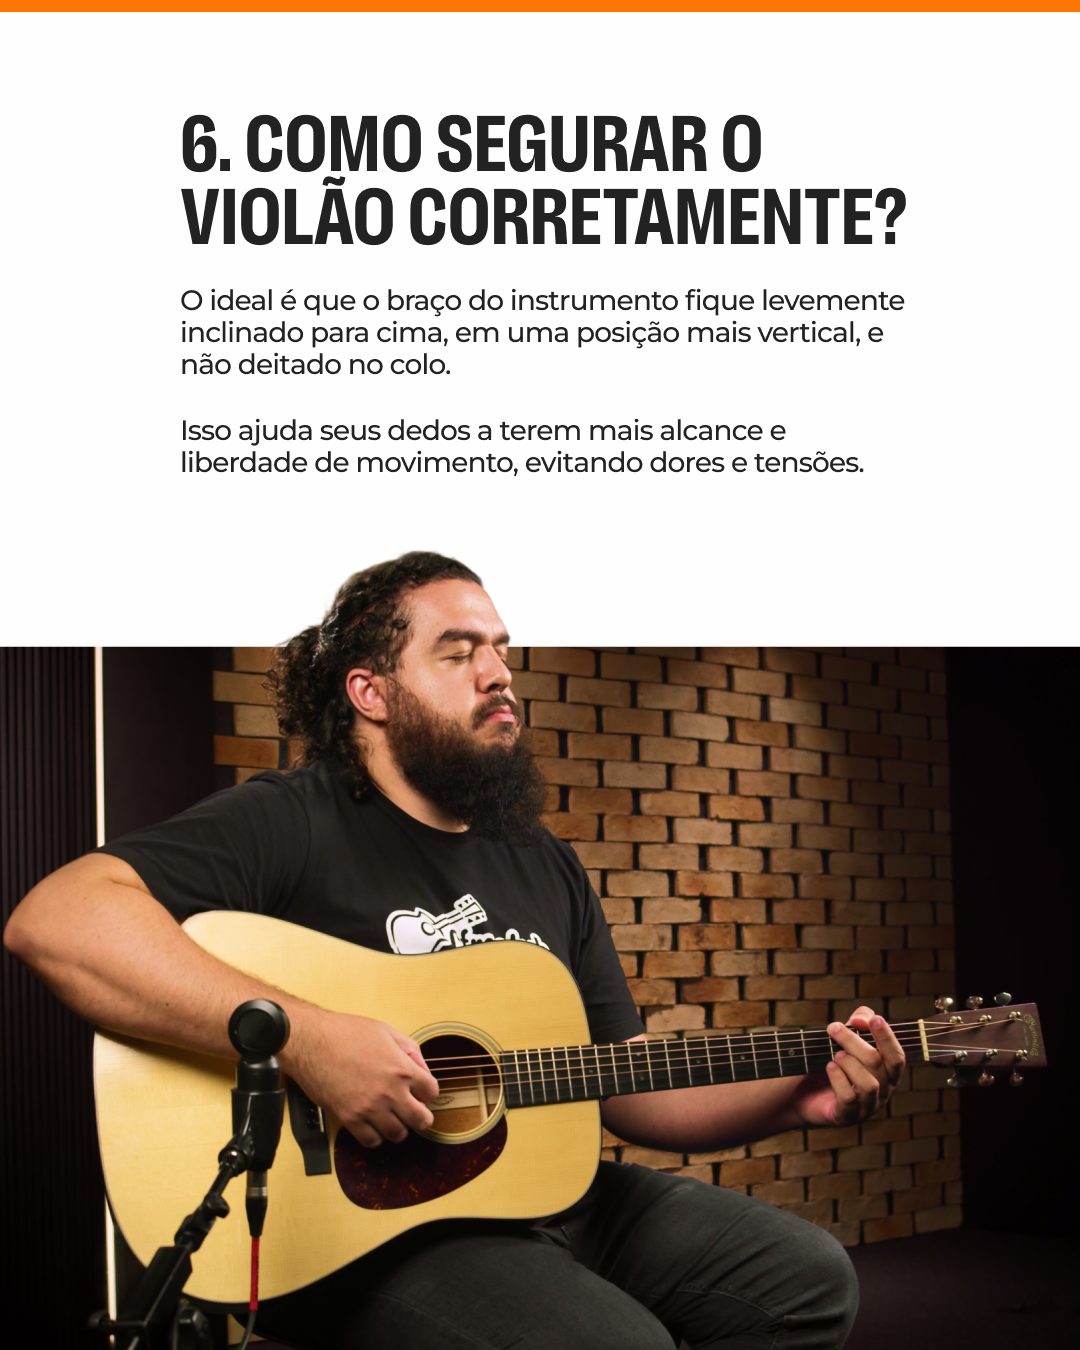 6. COMO SEGURAR O
VIOLÃO CORRETAMENTE?
O ideal é que o braço do instrumento fique levemente
inclinado para cima, em uma posição mais vertical, e
não deitado no colo.
Isso ajuda seus dedos a terem mais alcance e
liberdade de movimento, evitando dores e tensões.